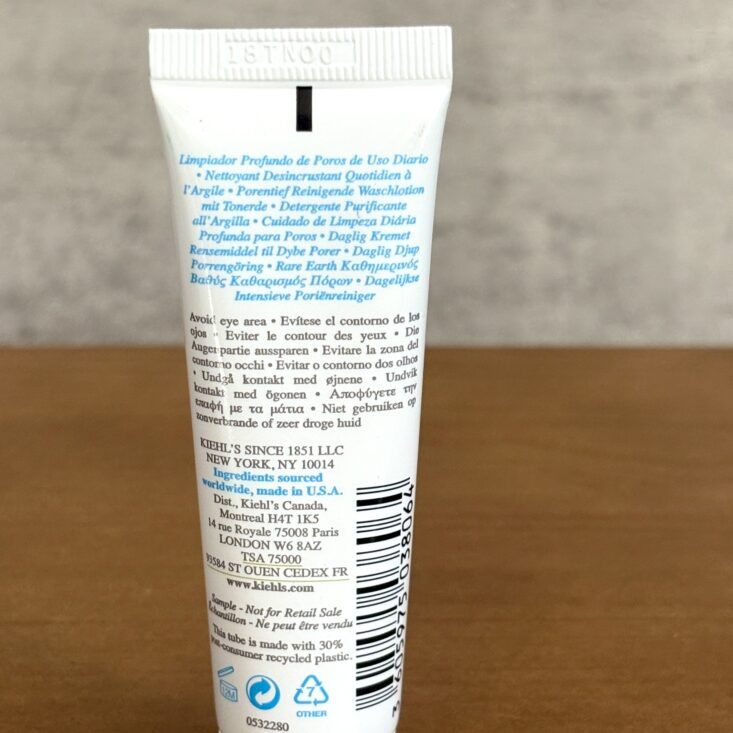 18TN00
Limpiador Profundo de Poros de Uso Diario
• Nettoyant Desincrustant Quotidien à
l'Argile • Porentief Reinigende Waschlotion
mit Tonerde • Detergente Purificante
all'Argilla • Cuidado de Limpeza Diária
Profunda para Poros • Daglig Kremet
Rensemiddel til Dybe Porer • Daglig Djup
Porrengöring • Rare Earth Καθημερινός
Βαθύς Καθαρισμός Πόρων • Dagelijkse
Intensieve Poriënreiniger
Avoid eye area • Evítese el contorno de los
ojos • Eviter le contour des yeux • Die
Augenpartie aussparen • Evitare la zona del
contorno occhi • Evitar o contorno dos olhos
• Undgå kontakt med øjnene • Undvik
kontakt med ögonen • Αποφύγετε την
επαφή με τα μάτια • Niet gebruiken op
zonverbrande of zeer droge huid
KIEHL'S SINCE 1851 LLC
NEW YORK, NY 10014
Ingredients sourced
worldwide, made in U.S.A.
Dist., Kiehl's Canada,
Montreal H4T 1K5
14 rue Royale 75008 Paris
LONDON W6 8AZ
TSA 75000
93584 ST OUEN CEDEX FR
www.kiehls.com
Sample - Not for Retail Sale
Échantillon - Ne peut être vendu
This tube is made with 30%
post-consumer recycled plastic.
12M
7
OTHER
0532280
3 605975 038064